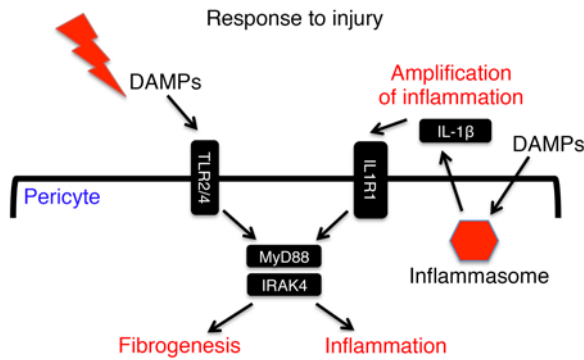 Response to injury
DAMPs
Amplification
of inflammation
IL-1β
DAMPs
TLR2/4
IL1R1
Pericyte
MyD88
IRAK4
Inflammasome
Fibrogenesis
Inflammation